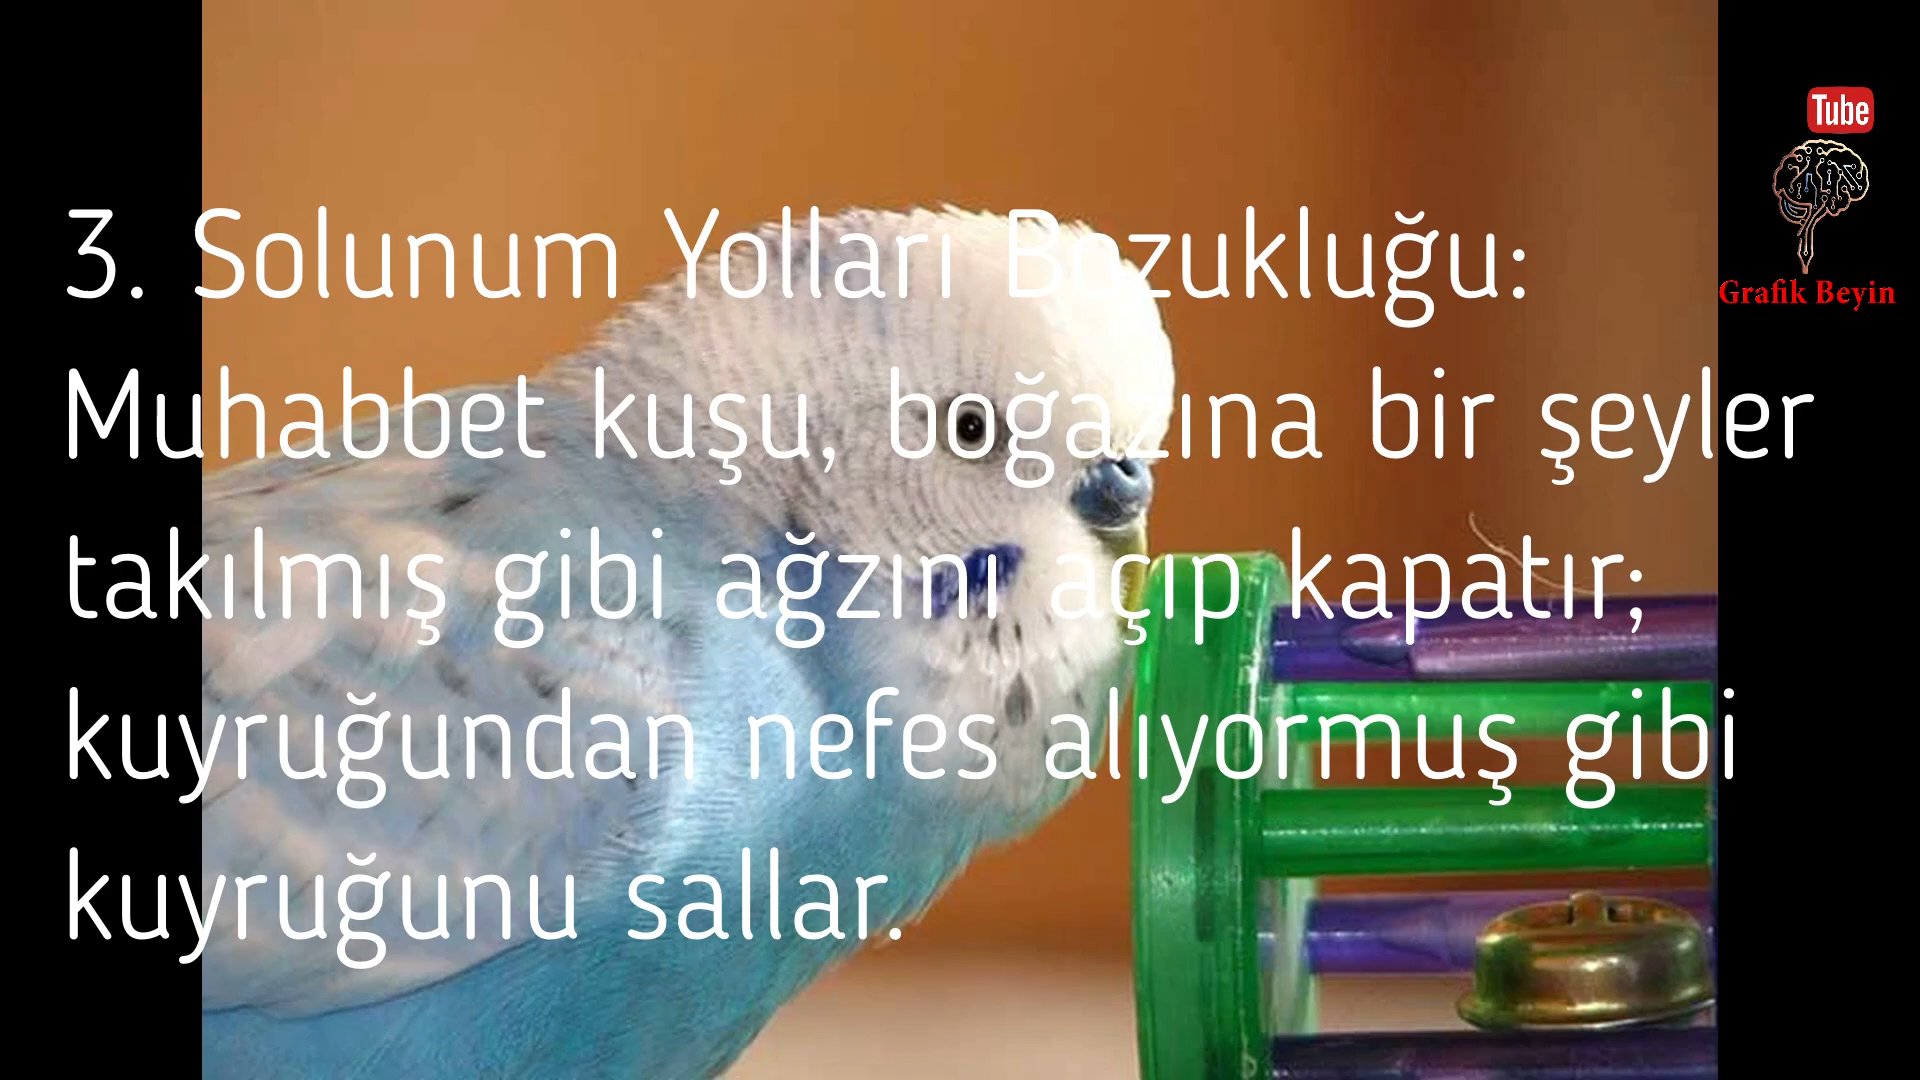 Tube
3. Solunum Yolları Bozukluğu:
Grafik Beyin
Muhabbet kuşu, boğazına bir şeyler
takılmış gibi ağzını açıp kapatır;
kuyruğundan nefes alıyormuş gibi
kuyruğunu sallar.